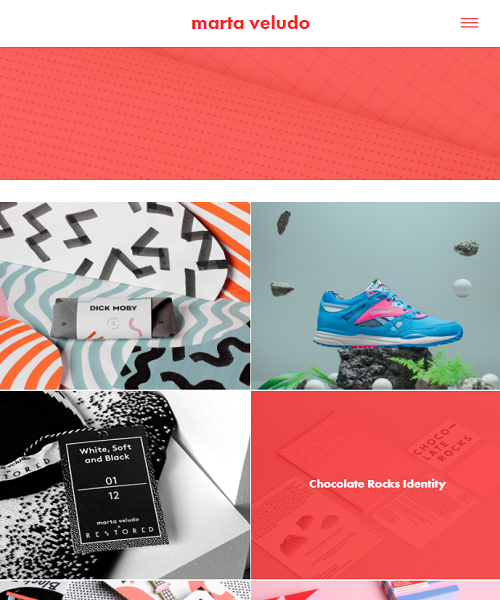 marta veludo
DICK MOBY
White, Soft
and Black
01
12
marta veludo
×
RESTORED
TORED
CHOCO—
LATE
ROCKS
Chocolate Rocks Identity